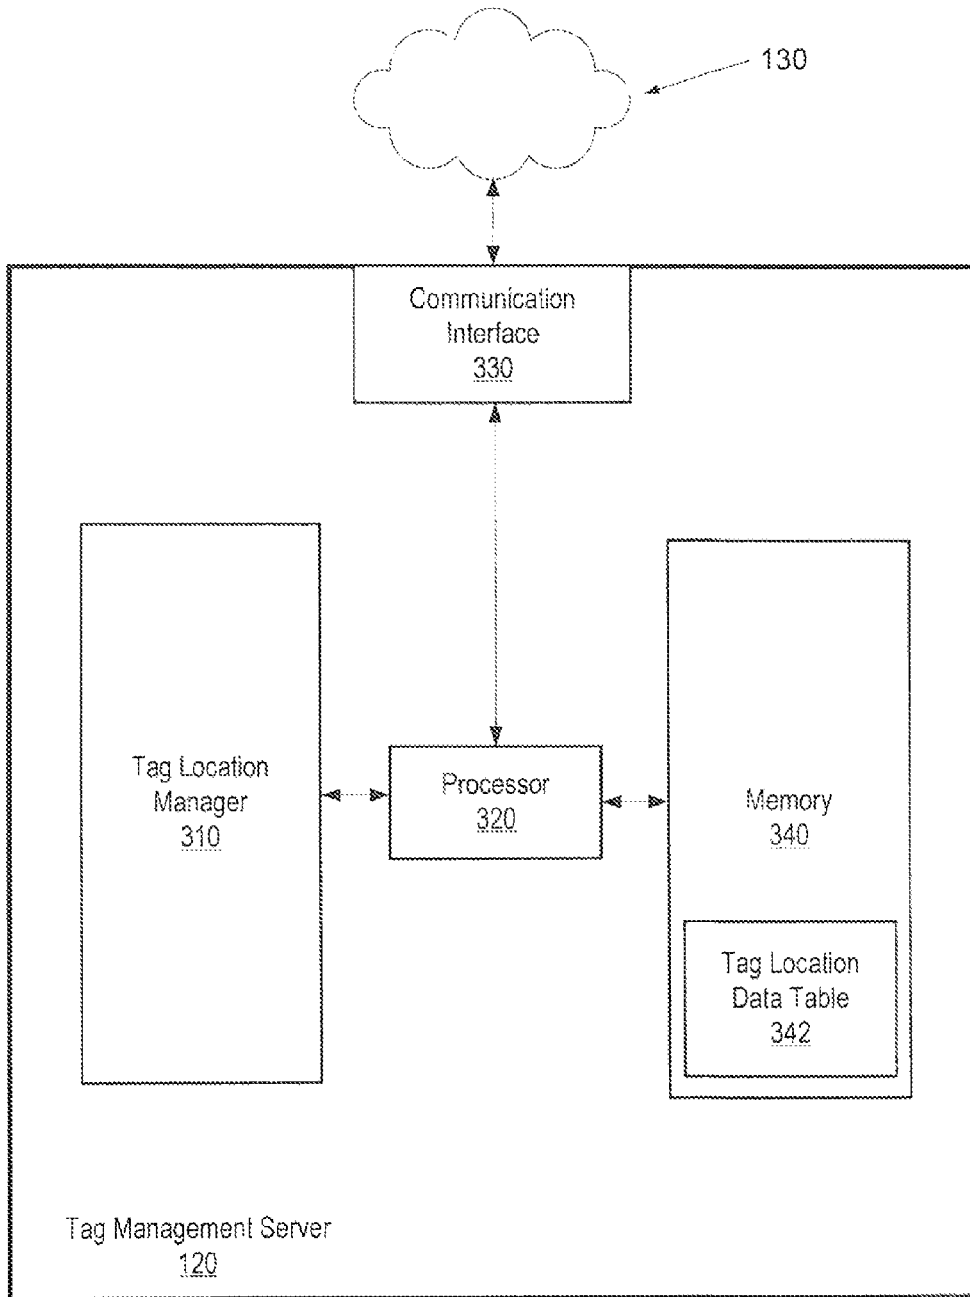 130
Communication
Interface
330
Tag Location
Manager
310
Processor
320
Memory
340
Tag Location
Data Table
342
Tag Management Server
120